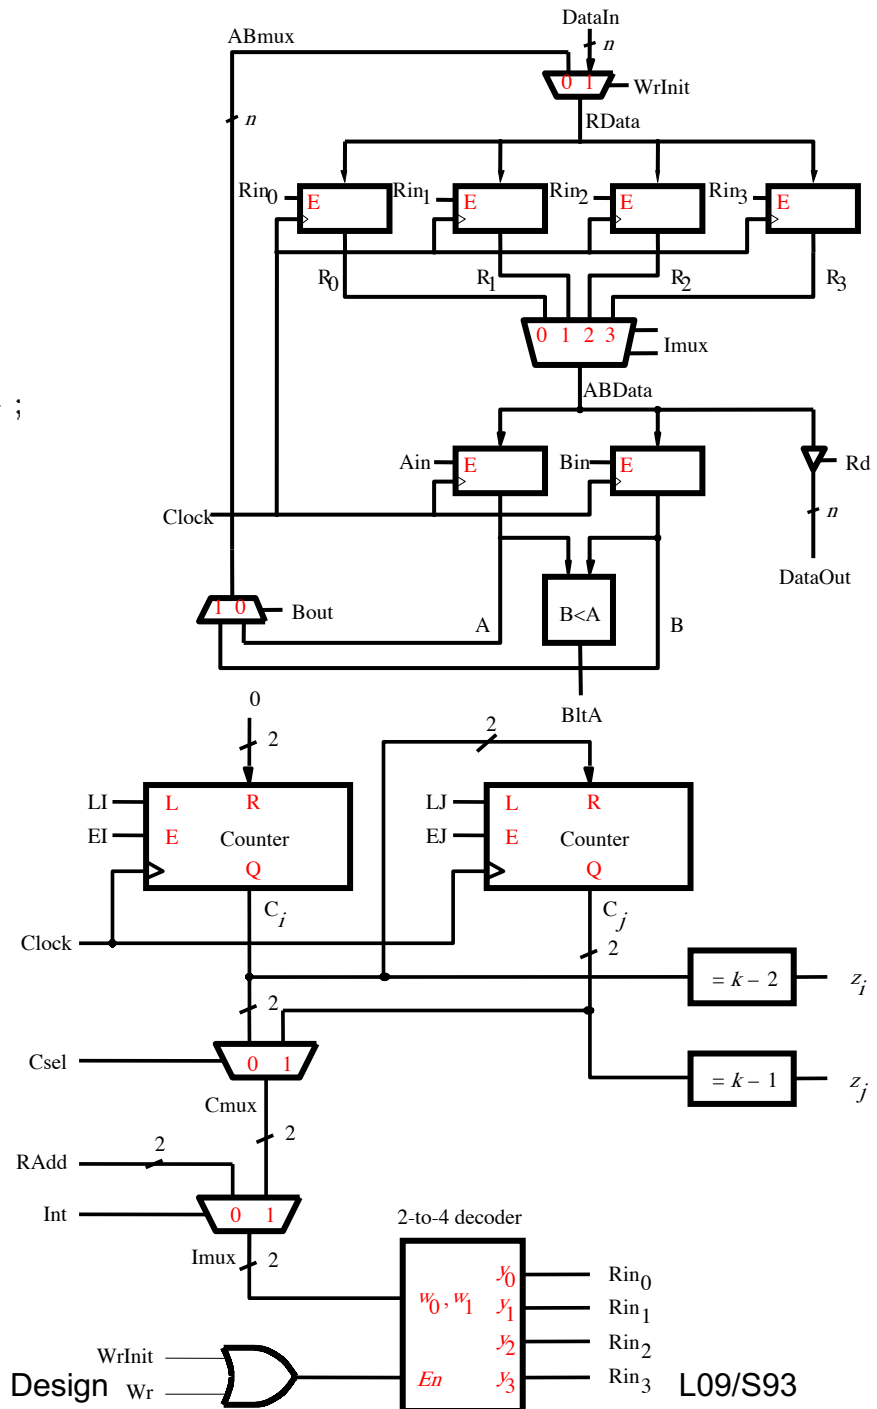 DataIn
ABmux
n
0 1
WrInit
RData
n
Rin0 E
Rin1 E
Rin2 E
Rin3 E
R0
R1
R2
R3
0 1 2 3
Imux
ABData
;
Ain E
Bin E
Rd
Clock
n
DataOut
1 0
Bout
A
B<A
B
BltA
0
2
2
LI L R
EI E Counter
Q
LJ L R
EJ E Counter
Q
Ci
Cj
Clock
2
= k – 2
zi
2
Csel
0 1
= k – 1
zj
Cmux
2
RAdd
2
Int
0 1
2-to-4 decoder
Imux
2
w0 , w1
y0 Rin0
y1 Rin1
y2 Rin2
En y3 Rin3
WrInit
Wr
Design
L09/S93